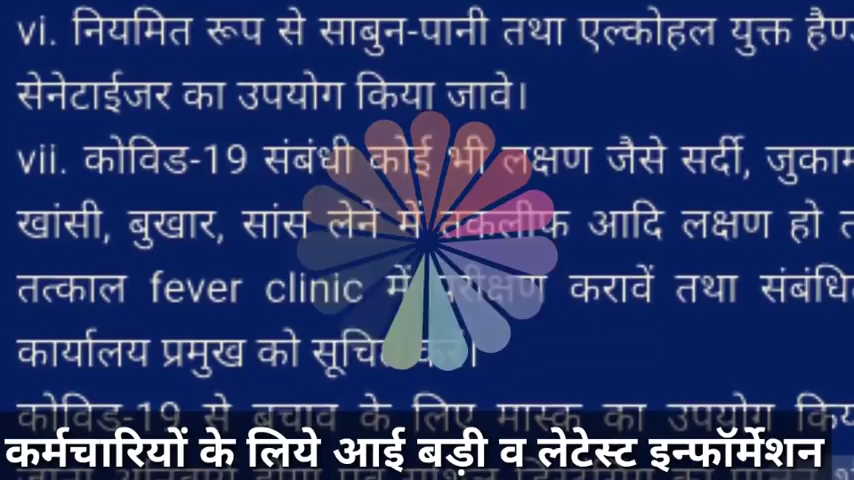 vi. नियमित रूप से साबुन-पानी तथा एल्कोहल युक्त
सेनेटाईजर का उपयोग किया जावे।
vii. कोविड-19 संबंधी कोई भी लक्षण जैसे सर्दी,
खांसी, बुखार, सांस लेने में तकलीफ आदि लक्षण हो
तत्काल fever clinic में परीक्षण करावें तथा
कार्यालय प्रमुख को सूचित करें।
कोविड-19 से बचाव के लिए मास्क का उपयोग
कर्मचारियों के लिये आई बड़ी व लेटेस्ट इन्फॉर्मेशन